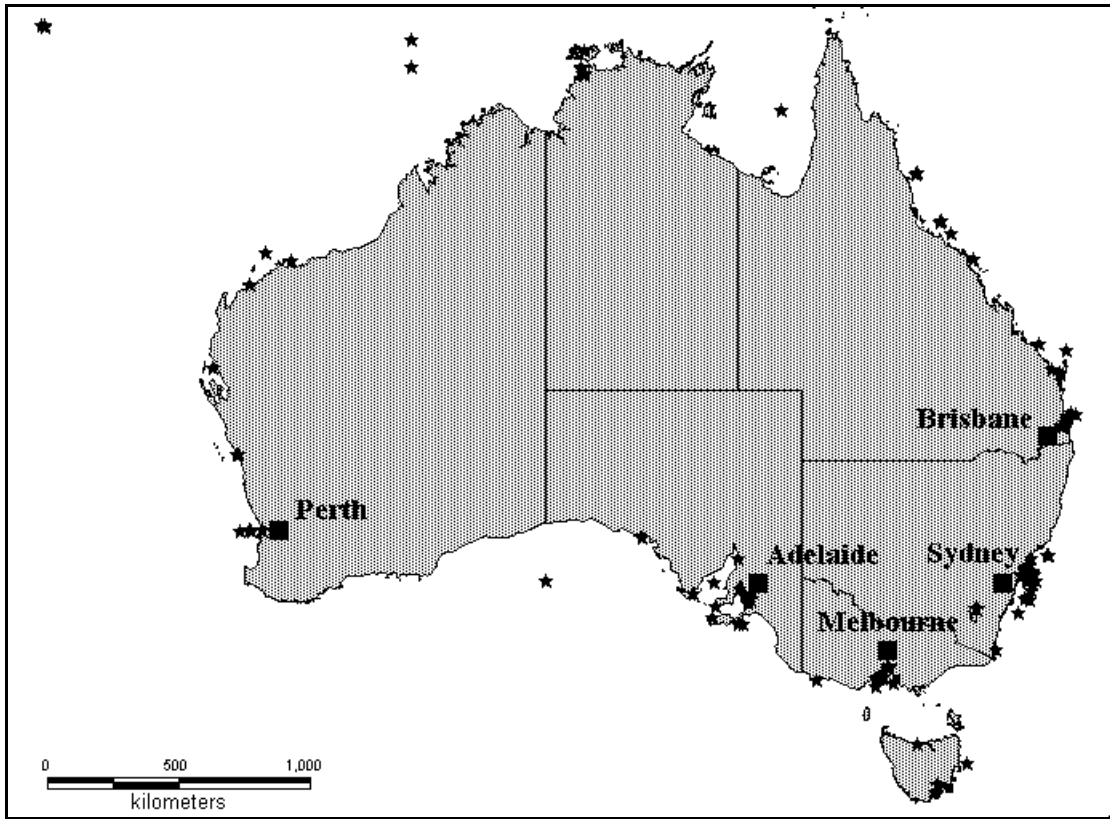 Brisbane
Perth
Adelaide
Sydney
Melbourne
0 500 1,000
kilometers